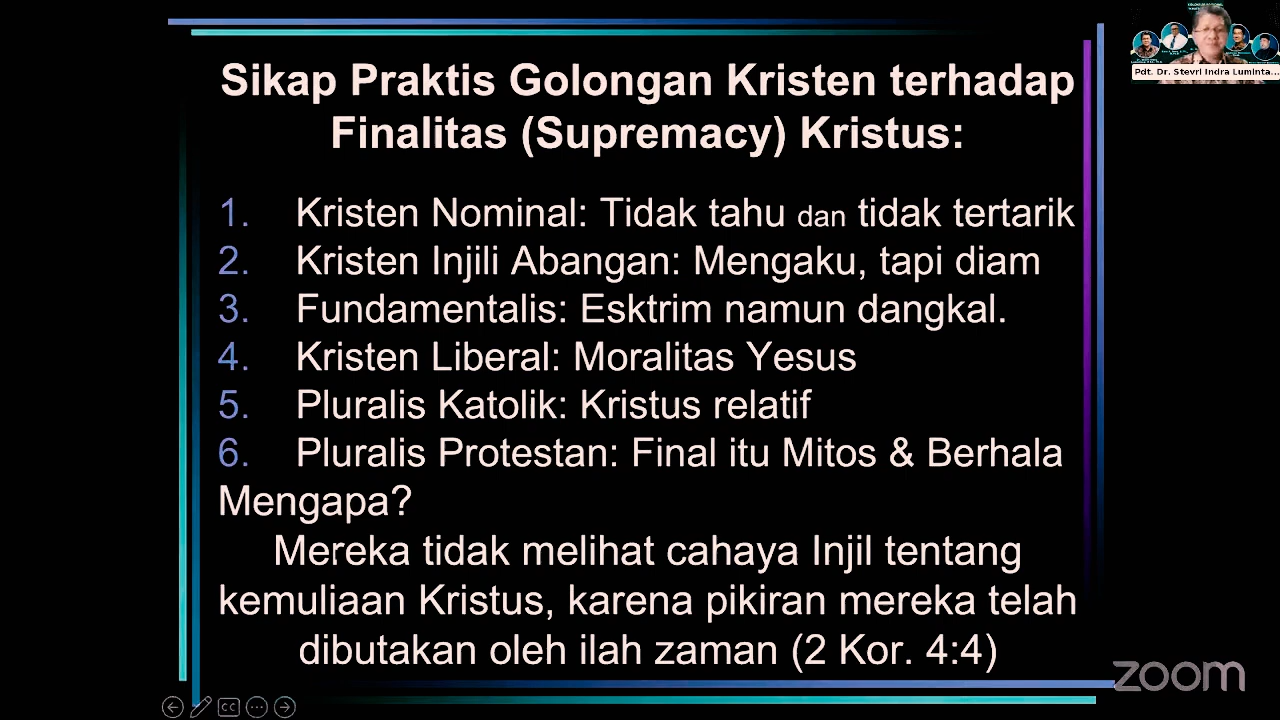 Sikap Praktis Golongan Kristen terhadap
Finalitas (Supremacy) Kristus:
1. Kristen Nominal: Tidak tahu dan tidak tertarik
2. Kristen Injili Abangan: Mengaku, tapi diam
3. Fundamentalis: Esktrim namun dangkal.
4. Kristen Liberal: Moralitas Yesus
5. Pluralis Katolik: Kristus relatif
6. Pluralis Protestan: Final itu Mitos & Berhala
Mengapa?
Mereka tidak melihat cahaya Injil tentang
kemuliaan Kristus, karena pikiran mereka telah
dibutakan oleh ilah zaman (2 Kor. 4:4)
Pdt. Dr. Stevri Indra Luminta...
CC
zoom